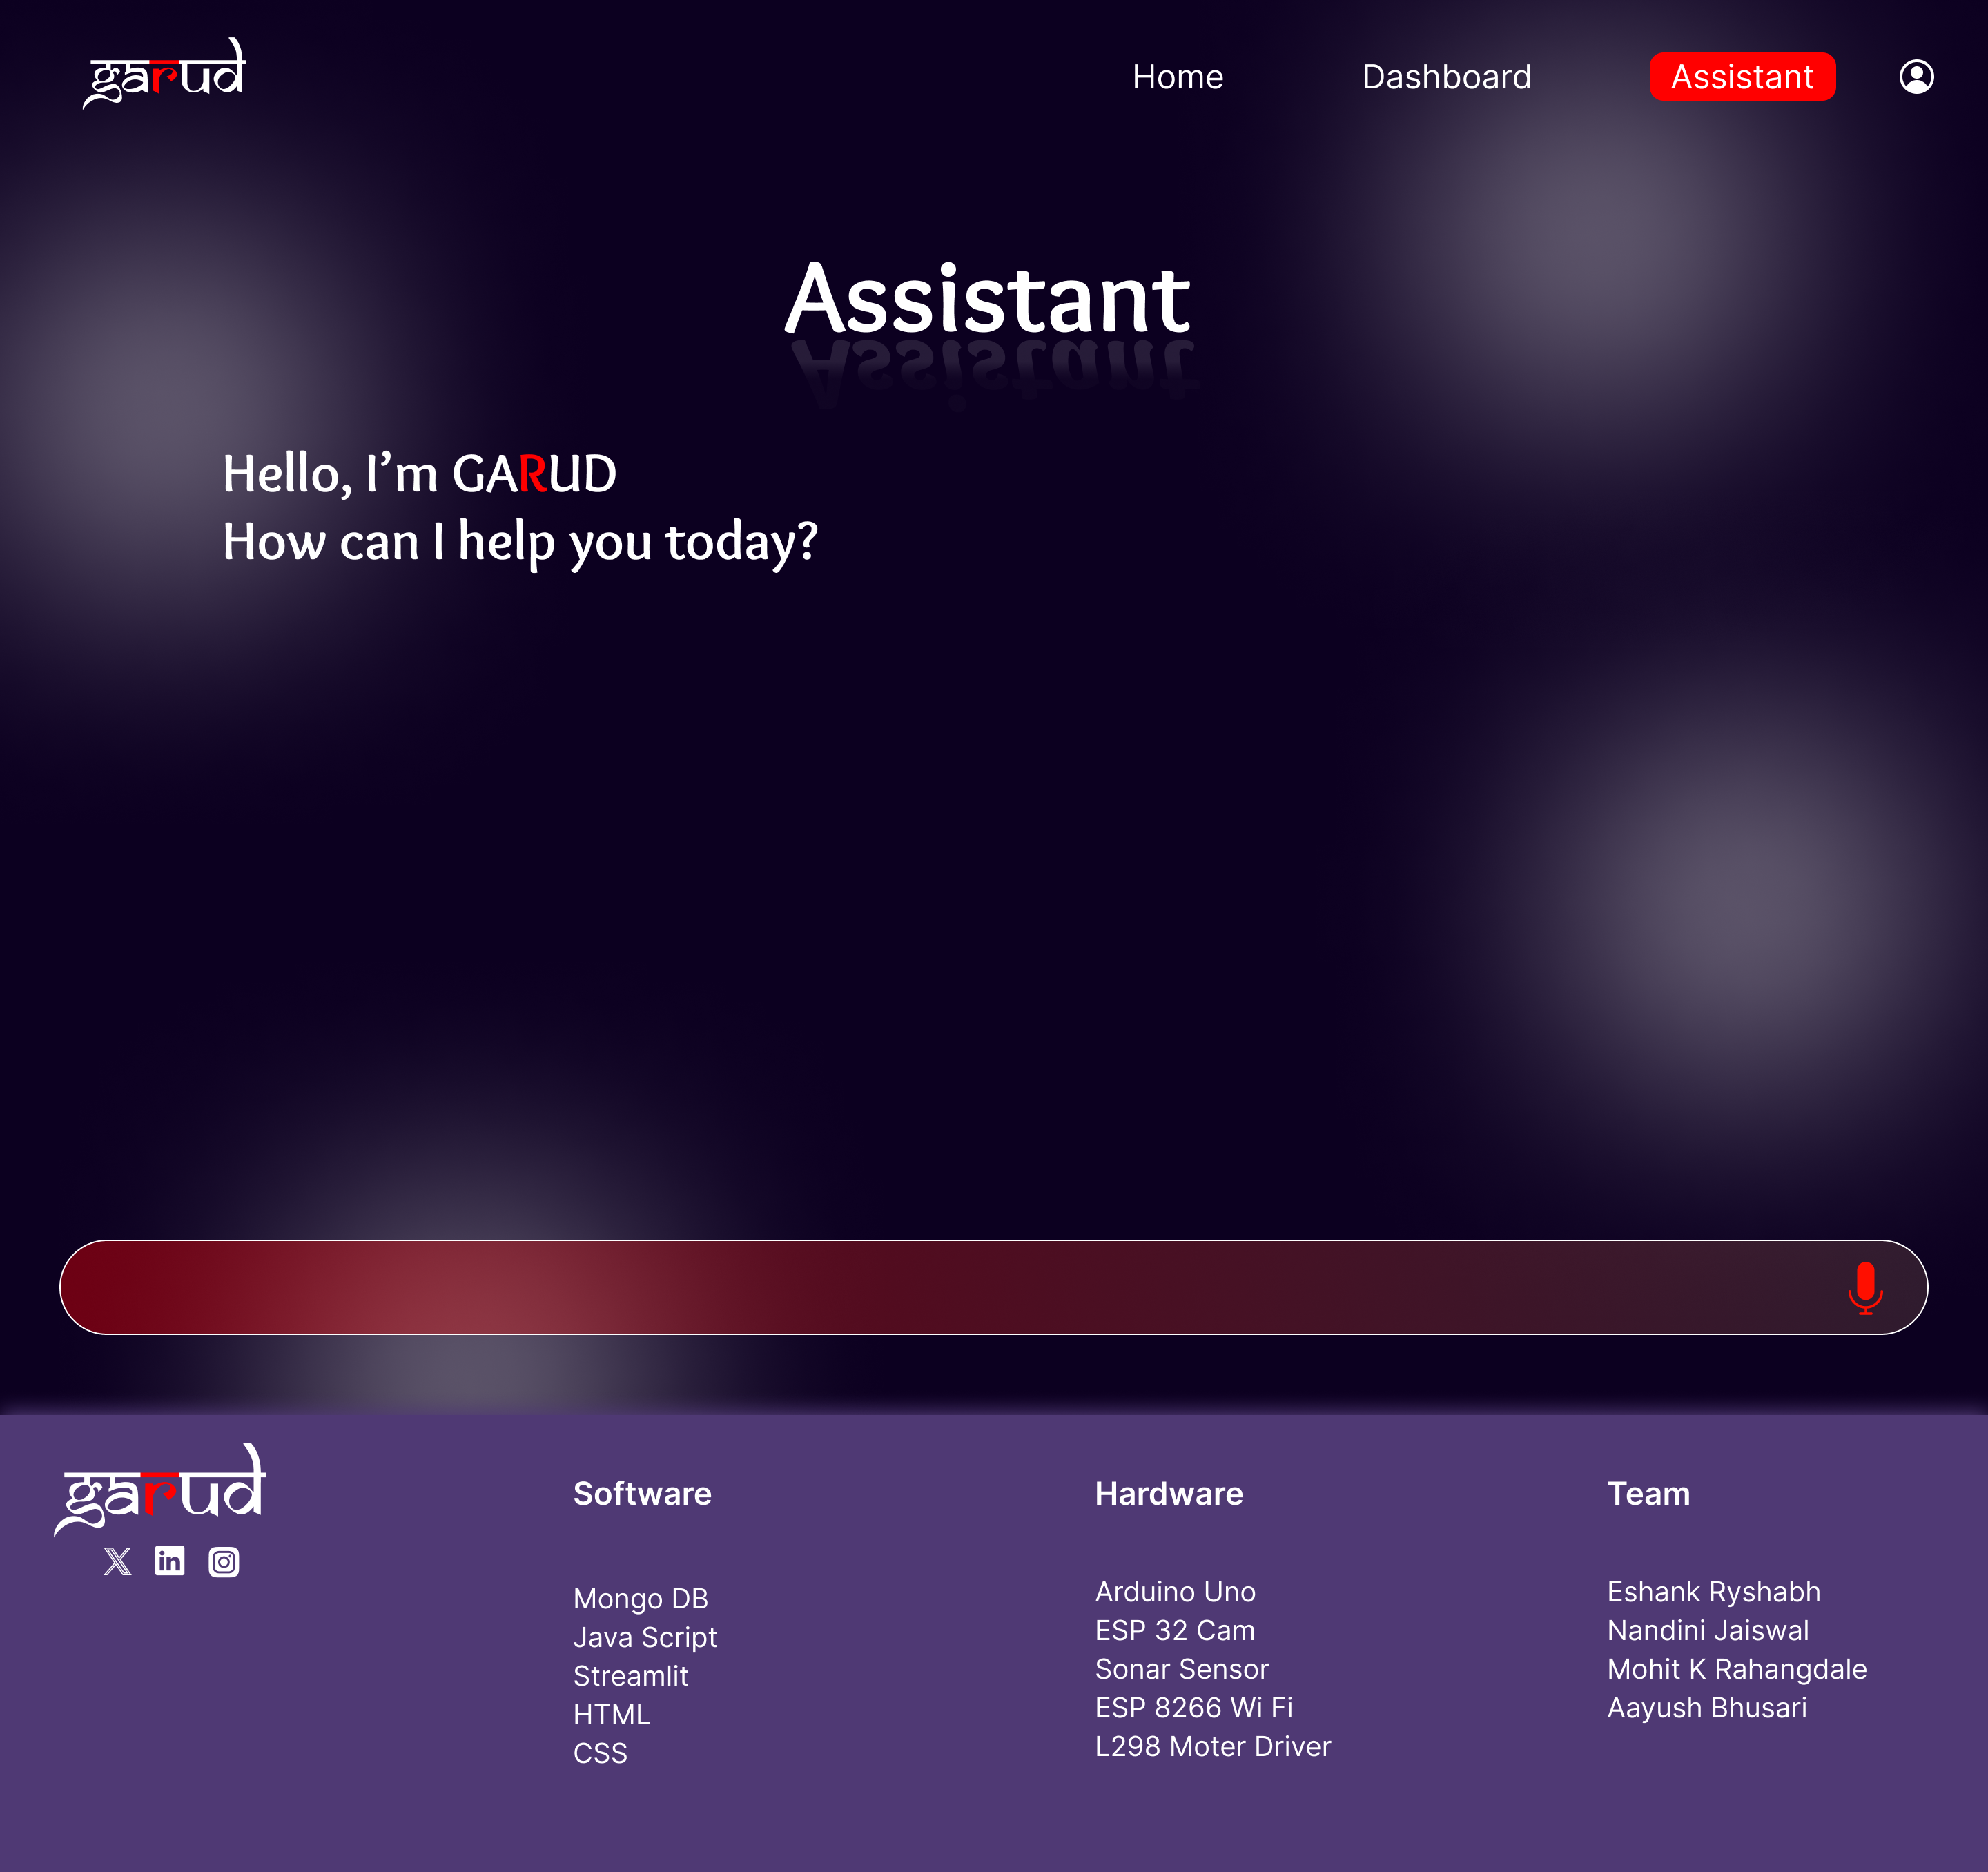 garud
Home Dashboard Assistant
Assistant
Hello, I’m GARUD
How can I help you today?
garud
Software
Mongo DB
Java Script
Streamlit
HTML
CSS
Hardware
Arduino Uno
ESP 32 Cam
Sonar Sensor
ESP 8266 Wi Fi
L298 Moter Driver
Team
Eshank Ryshabh
Nandini Jaiswal
Mohit K Rahangdale
Aayush Bhusari